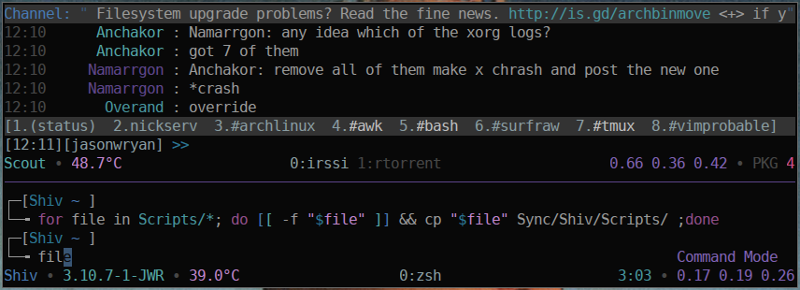 Channel: " Filesystem upgrade problems? Read the fine news. http://is.gd/archbinmove <+> if y"
12:10 Anchakor : Namarrgon: any idea which of the xorg logs?
12:10 Anchakor : got 7 of them
12:10 Namarrgon : Anchakor: remove all of them make x chrash and post the new one
12:10 Namarrgon : *crash
12:10 Overand : override
[1.(status) 2.nickserv 3.#archlinux 4.#awk 5.#bash 6.#surfraw 7.#tmux 8.#vimprobable]
[12:11][jasonwryan] >>
Scout • 48.7°C 0:irssi 1:rtorrent 0.66 0.36 0.42 • PKG 4
[Shiv ~ ]
for file in Scripts/*; do [[ -f "$file" ]] && cp "$file" Sync/Shiv/Scripts/ ;done
[Shiv ~ ]
file
Command Mode
Shiv • 3.10.7-1-JWR • 39.0°C 0:zsh 3:03 • 0.17 0.19 0.26